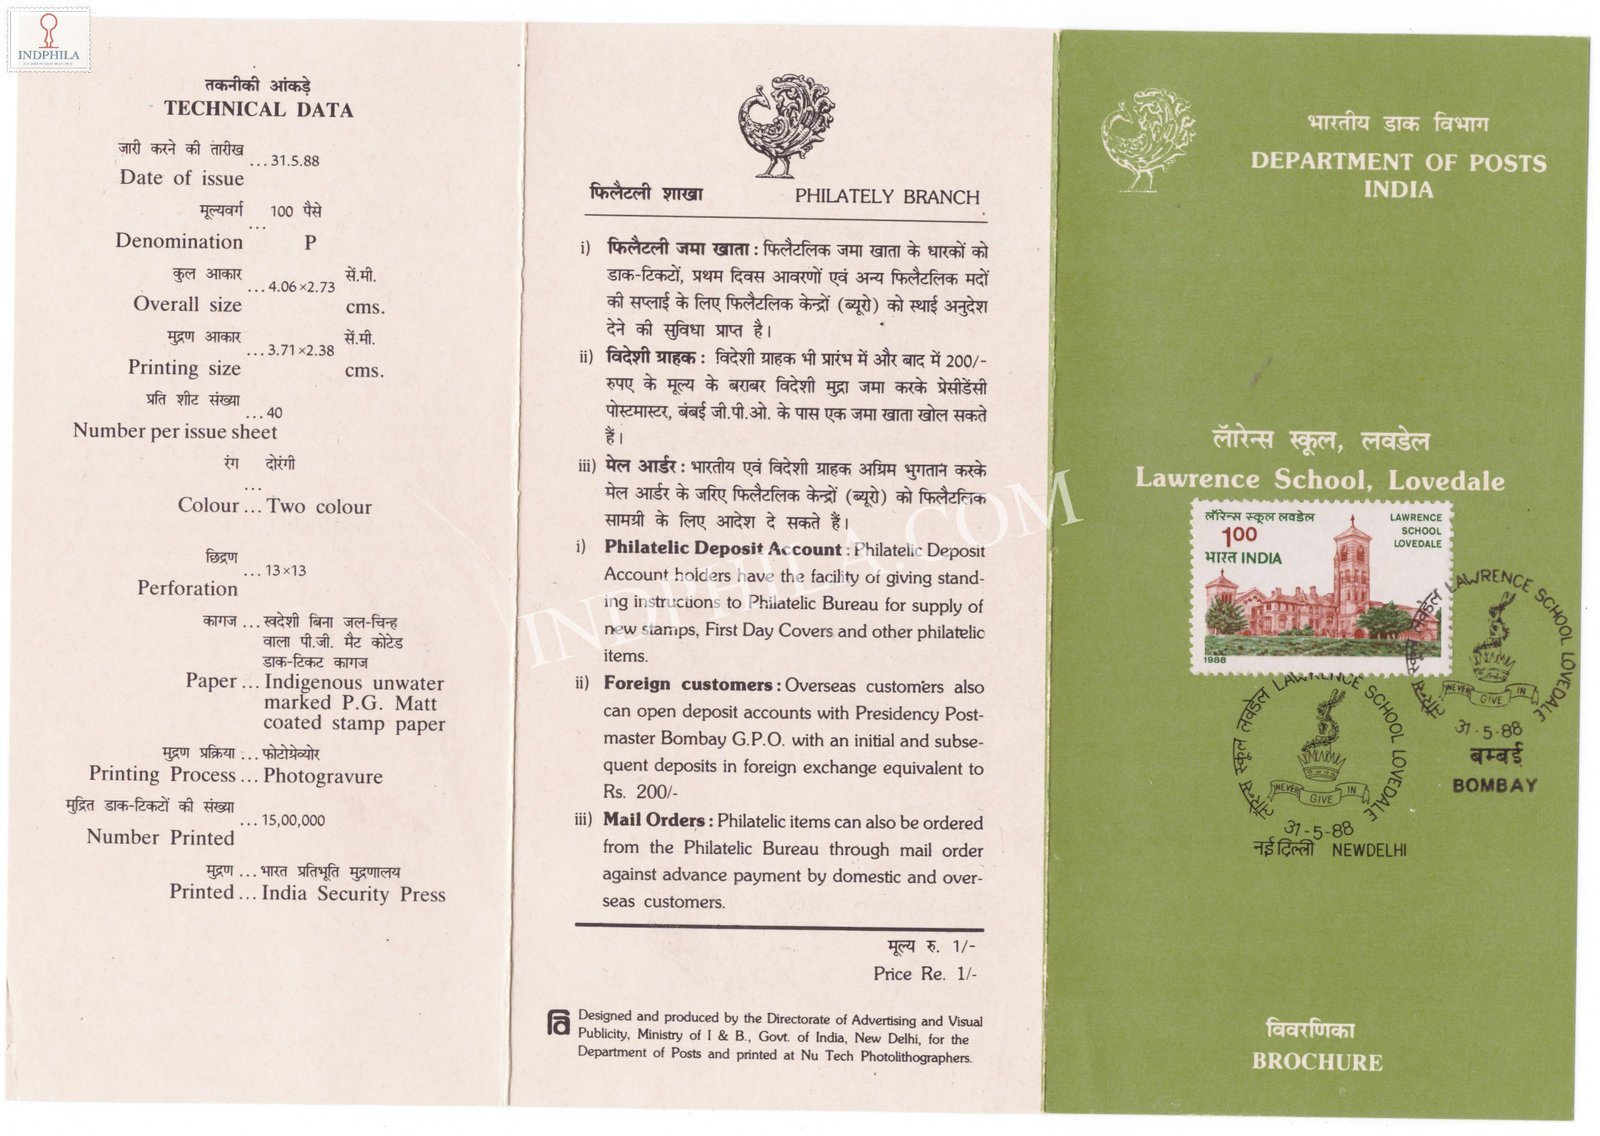 INDPHILA
तकनीकी आंकड़े
TECHNICAL DATA
जारी करने की तारीख
... 31.5.88
Date of issue
मूल्यवर्ग 100 पैसे
...
Denomination P
कुल आकार सें.मी.
... 4.06×2.73
Overall size cms.
मुद्रण आकार सें.मी.
... 3.71×2.38
Printing size cms.
प्रति शीट संख्या
... 40
Number per issue sheet
रंग दोरंगी
...
Colour ... Two colour
छिद्रण
... 13×13
Perforation
कागज ... स्वदेशी बिना जल-चिन्ह
वाला पी.जी. मैट कोटेड
डाक-टिकट कागज
Paper ... Indigenous unwater
marked P.G. Matt
coated stamp paper
मुद्रण प्रक्रिया ... फोटोग्रेव्योर
Printing Process ... Photogravure
मुद्रित डाक-टिकटों की संख्या
... 15,00,000
Number Printed
मुद्रण ... भारत प्रतिभूति मुद्रणालय
Printed ... India Security Press
फिलैटली शाखा PHILATELY BRANCH
i) फिलैटली जमा खाता : फिलैटलिक जमा खाता के धारकों को
डाक-टिकटों, प्रथम दिवस आवरणों एवं अन्य फिलैटलिक मदों
की सप्लाई के लिए फिलैटलिक केन्द्रों (ब्यूरो) को स्थाई अनुदेश
देने की सुविधा प्राप्त है।
ii) विदेशी ग्राहक : विदेशी ग्राहक भी प्रारंभ में और बाद में 200/-
रुपए के मूल्य के बराबर विदेशी मुद्रा जमा करके प्रेसीडेंसी
पोस्टमास्टर, बंबई जी.पी.ओ. के पास एक जमा खाता खोल सकते
हैं।
iii) मेल आर्डर : भारतीय एवं विदेशी ग्राहक अग्रिम भुगतान करके
मेल आर्डर के जरिए फिलैटलिक केन्द्रों (ब्यूरो) को फिलैटलिक
सामग्री के लिए आदेश दे सकते हैं।
i) Philatelic Deposit Account : Philatelic Deposit
Account holders have the facility of giving stand-
ing instructions to Philatelic Bureau for supply of
new stamps, First Day Covers and other philatelic
items.
ii) Foreign customers : Overseas customers also
can open deposit accounts with Presidency Post-
master Bombay G.P.O. with an initial and subse-
quent deposits in foreign exchange equivalent to
Rs. 200/-
iii) Mail Orders : Philatelic items can also be ordered
from the Philatelic Bureau through mail order
against advance payment by domestic and over-
seas customers.
मूल्य रु. 1/-
Price Re. 1/-
Designed and produced by the Directorate of Advertising and Visual
Publicity, Ministry of I & B., Govt. of India, New Delhi, for the
Department of Posts and printed at Nu Tech Photolithographers.
INDPHILA.COM
भारतीय डाक विभाग
DEPARTMENT OF POSTS
INDIA
लॉरेन्स स्कूल, लवडेल
Lawrence School, Lovedale
लॉरेन्स स्कूल लवडेल
1.00
भारत INDIA
LAWRENCE
SCHOOL
LOVEDALE
1988
लॉरेन्स स्कूल लवडेल LAWRENCE SCHOOL LOVEDALE
NEVER GIVE IN
31-5-88
बम्बई
BOMBAY
लॉरेन्स स्कूल लवडेल LAWRENCE SCHOOL LOVEDALE
NEVER GIVE IN
31-5-88
नई दिल्ली NEWDELHI
विवरणिका
BROCHURE